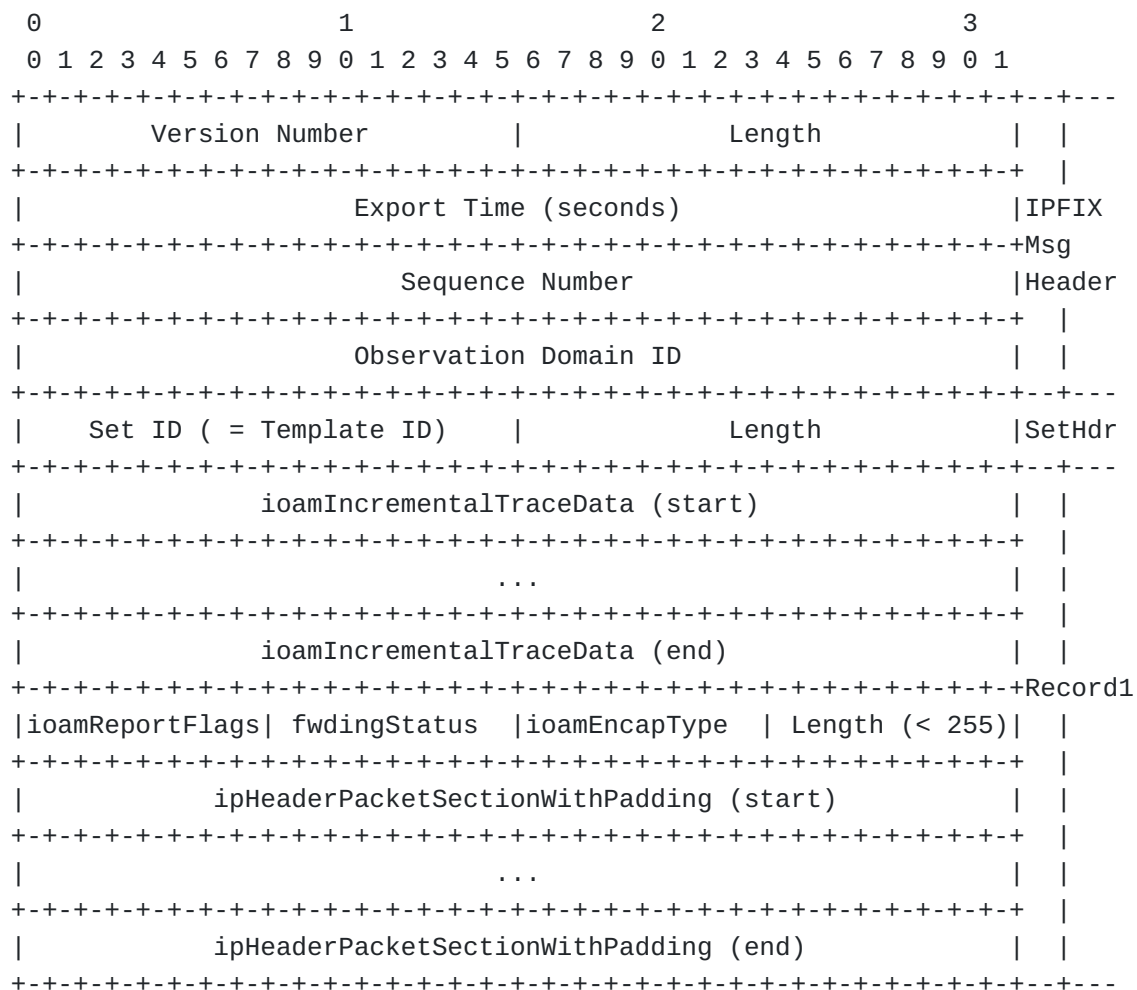 0                   1                   2                   3
 0 1 2 3 4 5 6 7 8 9 0 1 2 3 4 5 6 7 8 9 0 1 2 3 4 5 6 7 8 9 0 1
+-+-+-+-+-+-+-+-+-+-+-+-+-+-+-+-+-+-+-+-+-+-+-+-+-+-+-+-+-+-+-+-+--+---
|        Version Number         |             Length            |  |
+-+-+-+-+-+-+-+-+-+-+-+-+-+-+-+-+-+-+-+-+-+-+-+-+-+-+-+-+-+-+-+-+  |
|                     Export Time (seconds)                     |IPFIX
+-+-+-+-+-+-+-+-+-+-+-+-+-+-+-+-+-+-+-+-+-+-+-+-+-+-+-+-+-+-+-+-+Msg
|                        Sequence Number                        |Header
+-+-+-+-+-+-+-+-+-+-+-+-+-+-+-+-+-+-+-+-+-+-+-+-+-+-+-+-+-+-+-+-+  |
|                     Observation Domain ID                     |  |
+-+-+-+-+-+-+-+-+-+-+-+-+-+-+-+-+-+-+-+-+-+-+-+-+-+-+-+-+-+-+-+-+--+---
|    Set ID ( = Template ID)    |             Length            |SetHdr
+-+-+-+-+-+-+-+-+-+-+-+-+-+-+-+-+-+-+-+-+-+-+-+-+-+-+-+-+-+-+-+-+--+---
|               ioamIncrementalTraceData (start)                |  |
+-+-+-+-+-+-+-+-+-+-+-+-+-+-+-+-+-+-+-+-+-+-+-+-+-+-+-+-+-+-+-+-+  |
|                              ...                              |  |
+-+-+-+-+-+-+-+-+-+-+-+-+-+-+-+-+-+-+-+-+-+-+-+-+-+-+-+-+-+-+-+-+  |
|               ioamIncrementalTraceData (end)                  |  |
+-+-+-+-+-+-+-+-+-+-+-+-+-+-+-+-+-+-+-+-+-+-+-+-+-+-+-+-+-+-+-+-+Record1
|ioamReportFlags| fwdingStatus  |ioamEncapType  | Length (< 255)|  |
+-+-+-+-+-+-+-+-+-+-+-+-+-+-+-+-+-+-+-+-+-+-+-+-+-+-+-+-+-+-+-+-+  |
|            ipHeaderPacketSectionWithPadding (start)           |  |
+-+-+-+-+-+-+-+-+-+-+-+-+-+-+-+-+-+-+-+-+-+-+-+-+-+-+-+-+-+-+-+-+  |
|                              ...                              |  |
+-+-+-+-+-+-+-+-+-+-+-+-+-+-+-+-+-+-+-+-+-+-+-+-+-+-+-+-+-+-+-+-+  |
|            ipHeaderPacketSectionWithPadding (end)             |  |
+-+-+-+-+-+-+-+-+-+-+-+-+-+-+-+-+-+-+-+-+-+-+-+-+-+-+-+-+-+-+-+-+--+---